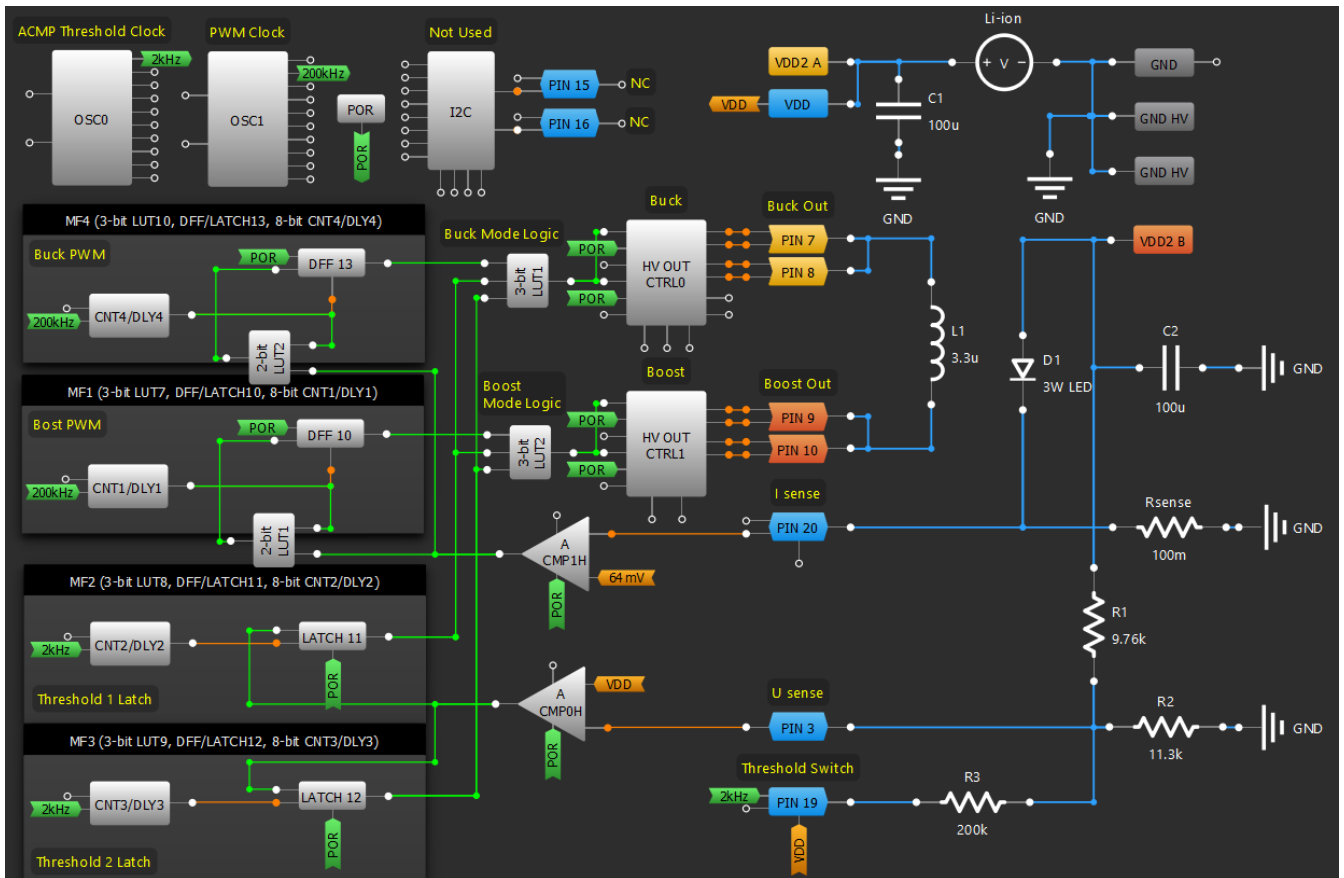 ACMP Threshold Clock
2kHz
OSC0
PWM Clock
200kHz
OSC1
POR
POR
Not Used
I2C
PIN 15
NC
PIN 16
NC
Li-ion
+ V -
VDD2 A
VDD
VDD
C1
100u
GND
GND
GND
GND HV
GND HV
MF4 (3-bit LUT10, DFF/LATCH13, 8-bit CNT4/DLY4)
Buck PWM
POR
DFF 13
200kHz
CNT4/DLY4
2-bit
LUT2
Buck Mode Logic
3-bit
LUT1
Buck
POR
HV OUT
CTRL0
POR
Buck Out
PIN 7
PIN 8
L1
3.3u
VDD2 B
D1
3W LED
C2
100u
GND
MF1 (3-bit LUT7, DFF/LATCH10, 8-bit CNT1/DLY1)
Bost PWM
POR
DFF 10
200kHz
CNT1/DLY1
2-bit
LUT1
Boost
Mode Logic
3-bit
LUT2
Boost
POR
HV OUT
CTRL1
POR
Boost Out
PIN 9
PIN 10
I sense
PIN 20
A
CMP1H
64 mV
POR
Rsense
100m
GND
MF2 (3-bit LUT8, DFF/LATCH11, 8-bit CNT2/DLY2)
2kHz
CNT2/DLY2
LATCH 11
POR
Threshold 1 Latch
A
CMP0H
VDD
POR
U sense
PIN 3
R1
9.76k
R2
11.3k
GND
MF3 (3-bit LUT9, DFF/LATCH12, 8-bit CNT3/DLY3)
2kHz
CNT3/DLY3
LATCH 12
POR
Threshold 2 Latch
Threshold Switch
2kHz
PIN 19
VDD
R3
200k